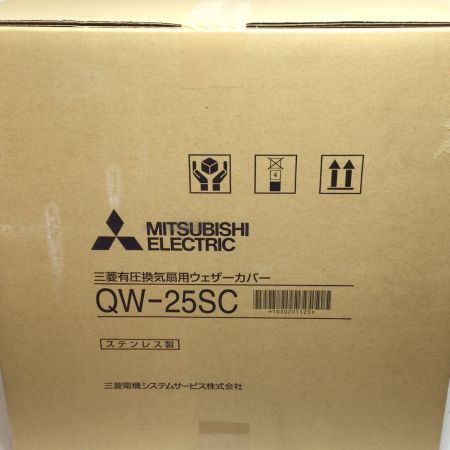 4
MITSUBISHI
ELECTRIC
三菱有圧換気扇用ウェザーカバー
QW-25SC
*1030201125*
ステンレス製
三菱電機システムサービス株式会社